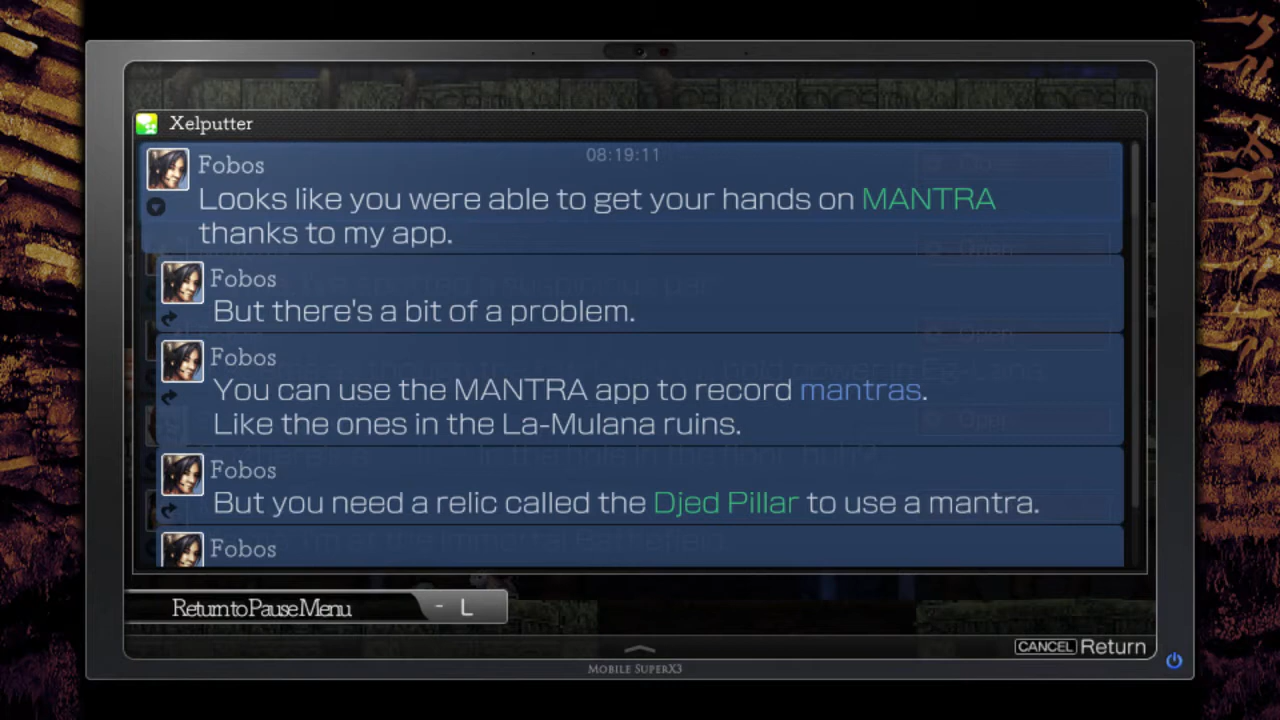 Xelputter
08:19:11
Fobos
Looks like you were able to get your hands on MANTRA
thanks to my app.
Fobos
But there's a bit of a problem.
Fobos
You can use the MANTRA app to record mantras.
Like the ones in the La-Mulana ruins.
Fobos
But you need a relic called the Djed Pillar to use a mantra.
Fobos
Return to Pause Menu - L
CANCEL Return
MOBILE SUPERX3